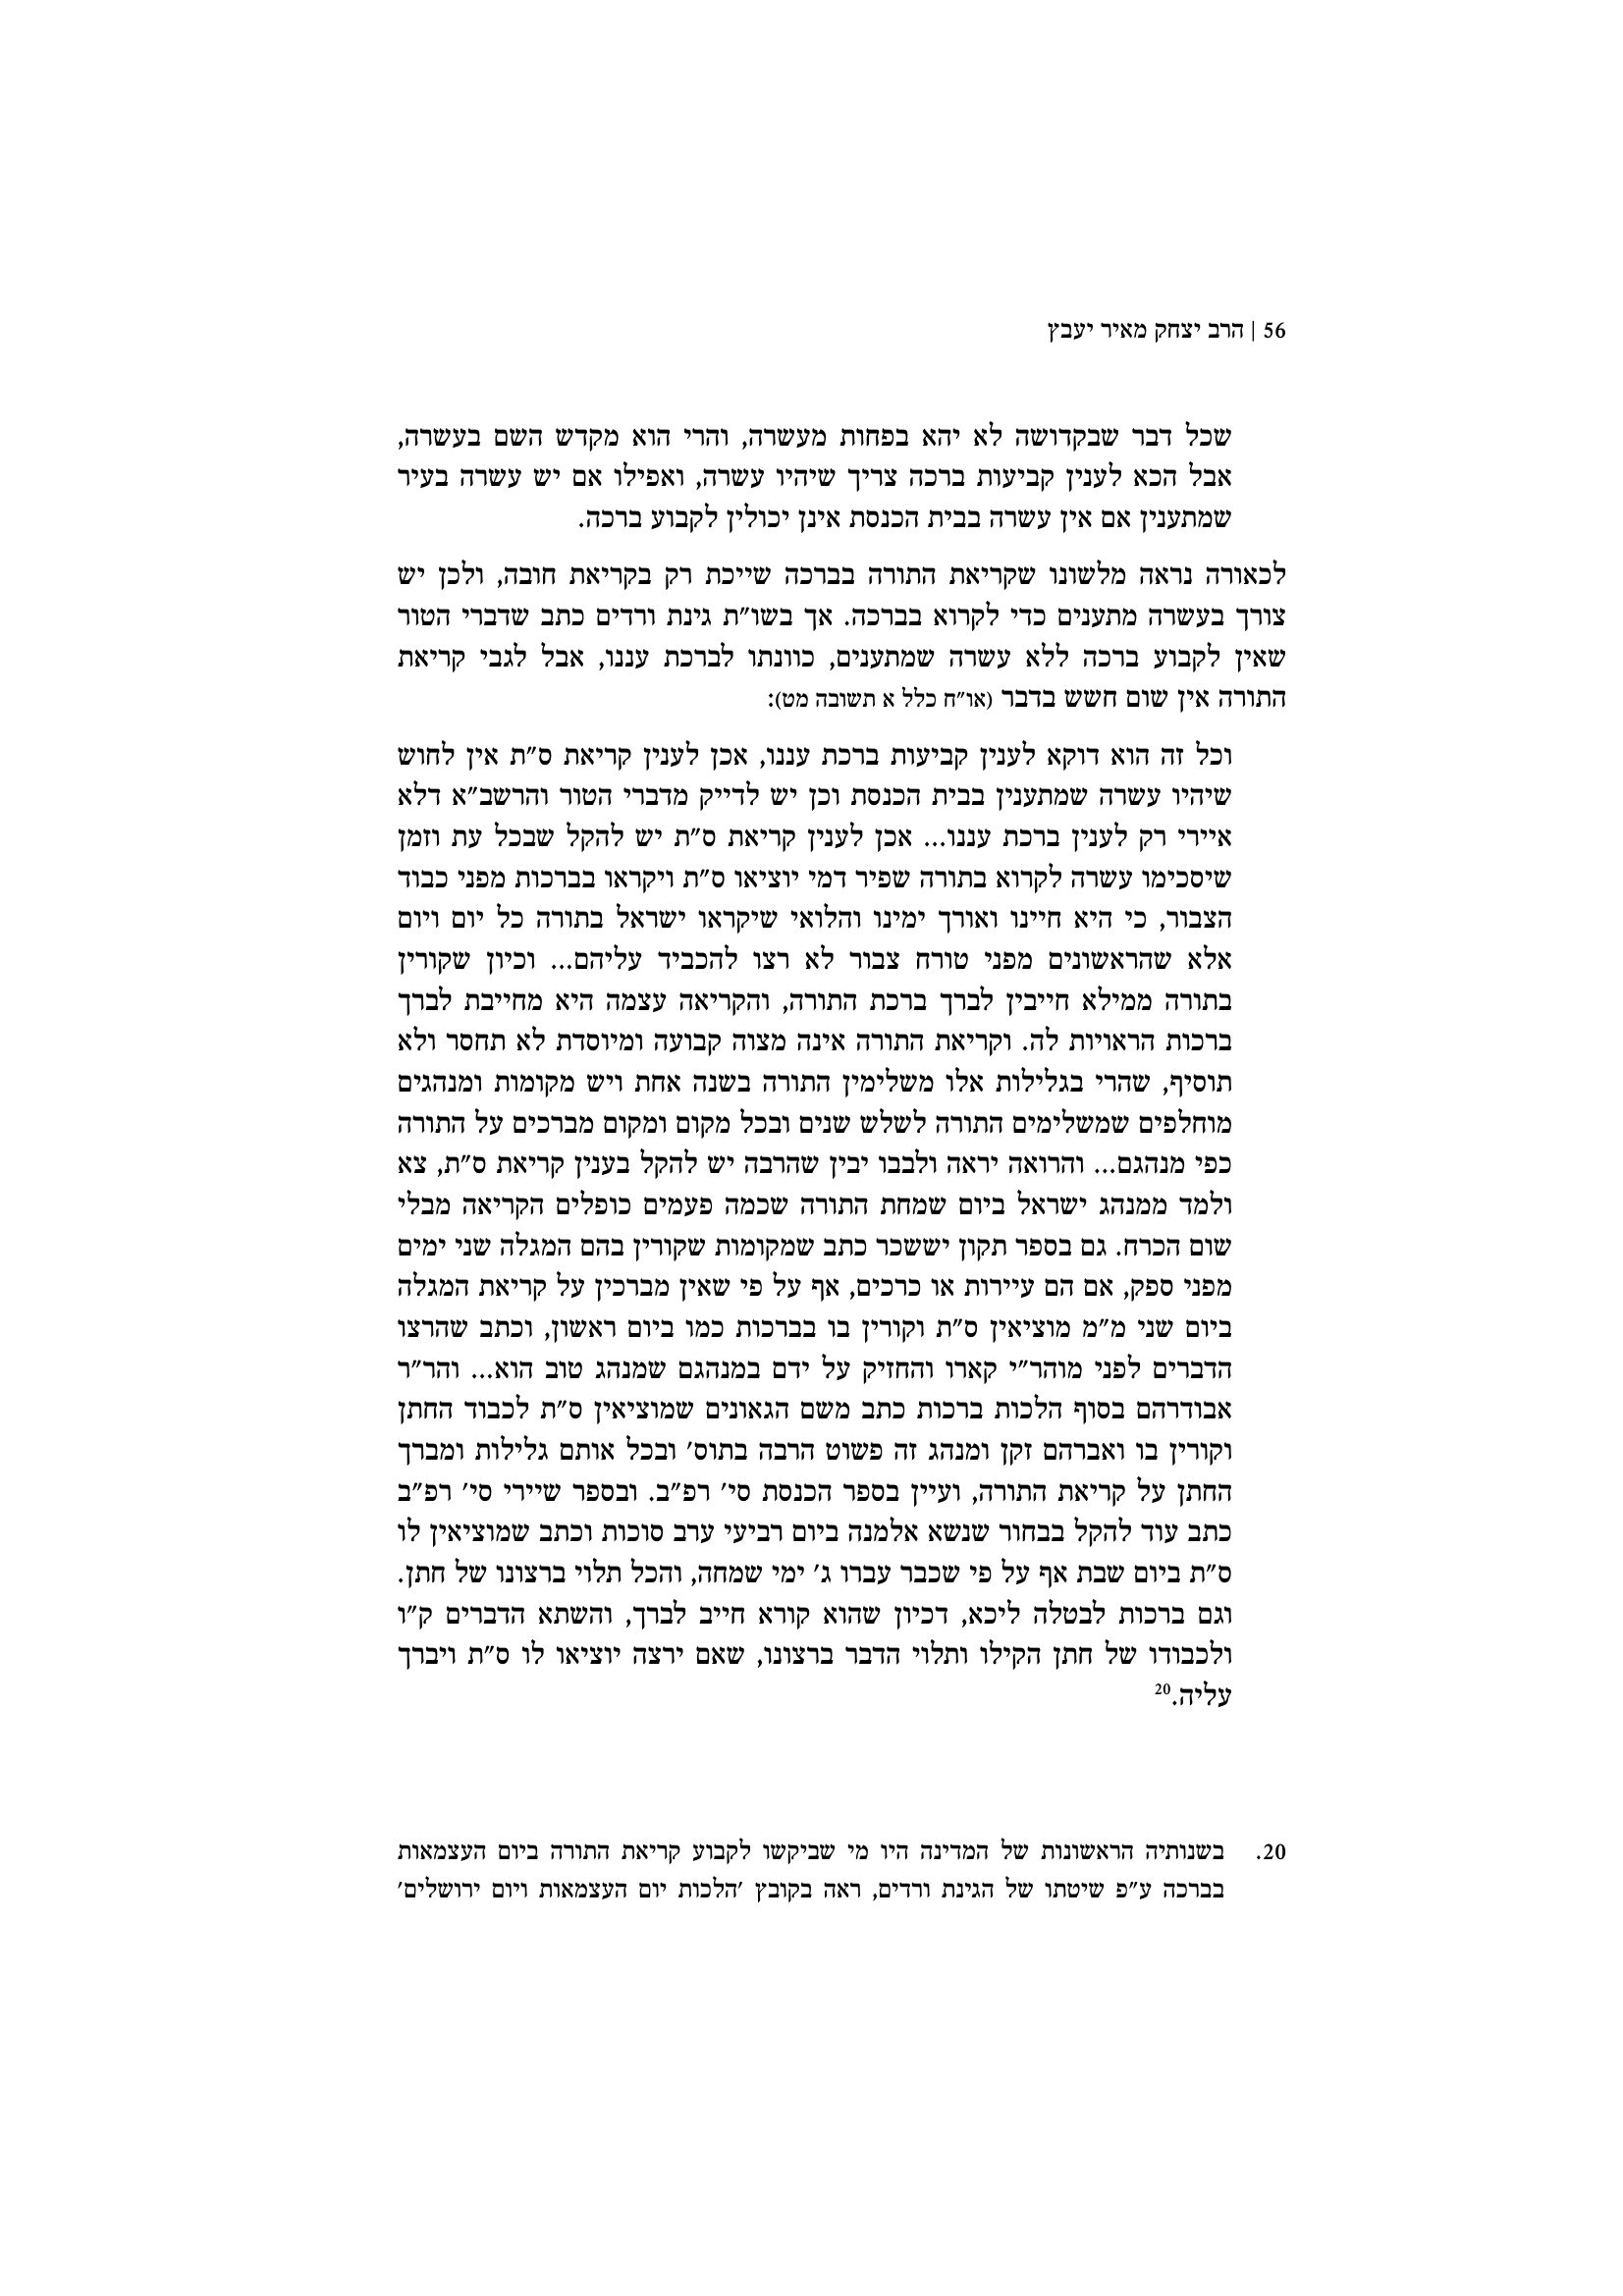 56 | הרב יצחק מאיר יעבץ
שכל דבר שבקדושה לא יהא בפחות מעשרה, והרי הוא מקדש השם בעשרה,
אבל הכא לענין קביעות ברכה צריך שיהיו עשרה, ואפילו אם יש עשרה בעיר
שמתענין אם אין עשרה בבית הכנסת אינן יכולין לקבוע ברכה.
לכאורה נראה מלשונו שקריאת התורה בברכה שייכת רק בקריאת חובה, ולכן יש
צורך בעשרה מתענים כדי לקרוא בברכה. אך בשו״ת גינת ורדים כתב שדברי הטור
שאין לקבוע ברכה ללא עשרה שמתענים, כוונתו לברכת עננו, אבל לגבי קריאת
התורה אין שום חשש בדבר (או״ח כלל א תשובה מט):
וכל זה הוא דוקא לענין קביעות ברכת עננו, אכן לענין קריאת ס״ת אין לחוש
שיהיו עשרה שמתענין בבית הכנסת וכן יש לדייק מדברי הטור והרשב״א דלא
איירי רק לענין ברכת עננו... אכן לענין קריאת ס״ת יש להקל שבכל עת וזמן
שיסכימו עשרה לקרוא בתורה שפיר דמי יוציאו ס״ת ויקראו בברכות מפני כבוד
הצבור, כי היא חיינו ואורך ימינו והלואי שיקראו ישראל בתורה כל יום ויום
אלא שהראשונים מפני טורח צבור לא רצו להכביד עליהם... וכיון שקורין
בתורה ממילא חייבין לברך ברכת התורה, והקריאה עצמה היא מחייבת לברך
ברכות הראויות לה. וקריאת התורה אינה מצוה קבועה ומיוסדת לא תחסר ולא
תוסיף, שהרי בגלילות אלו משלימין התורה בשנה אחת ויש מקומות ומנהגים
מוחלפים שמשלימים התורה לשלש שנים ובכל מקום ומקום מברכים על התורה
כפי מנהגם... והרואה יראה ולבבו יבין שהרבה יש להקל בענין קריאת ס״ת, צא
ולמד ממנהג ישראל ביום שמחת התורה שכמה פעמים כופלים הקריאה מבלי
שום הכרח. גם בספר תקון יששכר כתב שמקומות שקורין בהם המגלה שני ימים
מפני ספק, אם הם עיירות או כרכים, אף על פי שאין מברכין על קריאת המגלה
ביום שני מ״מ מוציאין ס״ת וקורין בו בברכות כמו ביום ראשון, וכתב שהרצו
הדברים לפני מוהר״י קארו והחזיק על ידם במנהגם שמנהג טוב הוא... והר״ר
אבודרהם בסוף הלכות ברכות כתב משם הגאונים שמוציאין ס״ת לכבוד החתן
וקורין בו ואברהם זקן ומנהג זה פשוט הרבה בתוס׳ ובכל אותם גלילות ומברך
החתן על קריאת התורה, ועיין בספר הכנסת סי׳ רפ״ב. ובספר שיירי סי׳ רפ״ב
כתב עוד להקל בבחור שנשא אלמנה ביום רביעי ערב סוכות וכתב שמוציאין לו
ס״ת ביום שבת אף על פי שכבר עברו ג׳ ימי שמחה, והכל תלוי ברצונו של חתן.
וגם ברכות לבטלה ליכא, דכיון שהוא קורא חייב לברך, והשתא הדברים ק״ו
ולכבודו של חתן הקילו ותלוי הדבר ברצונו, שאם ירצה יוציאו לו ס״ת ויברך
עליה.20
20. בשנותיה הראשונות של המדינה היו מי שביקשו לקבוע קריאת התורה ביום העצמאות
בברכה ע״פ שיטתו של הגינת ורדים, ראה בקובץ ׳הלכות יום העצמאות ויום ירושלים׳